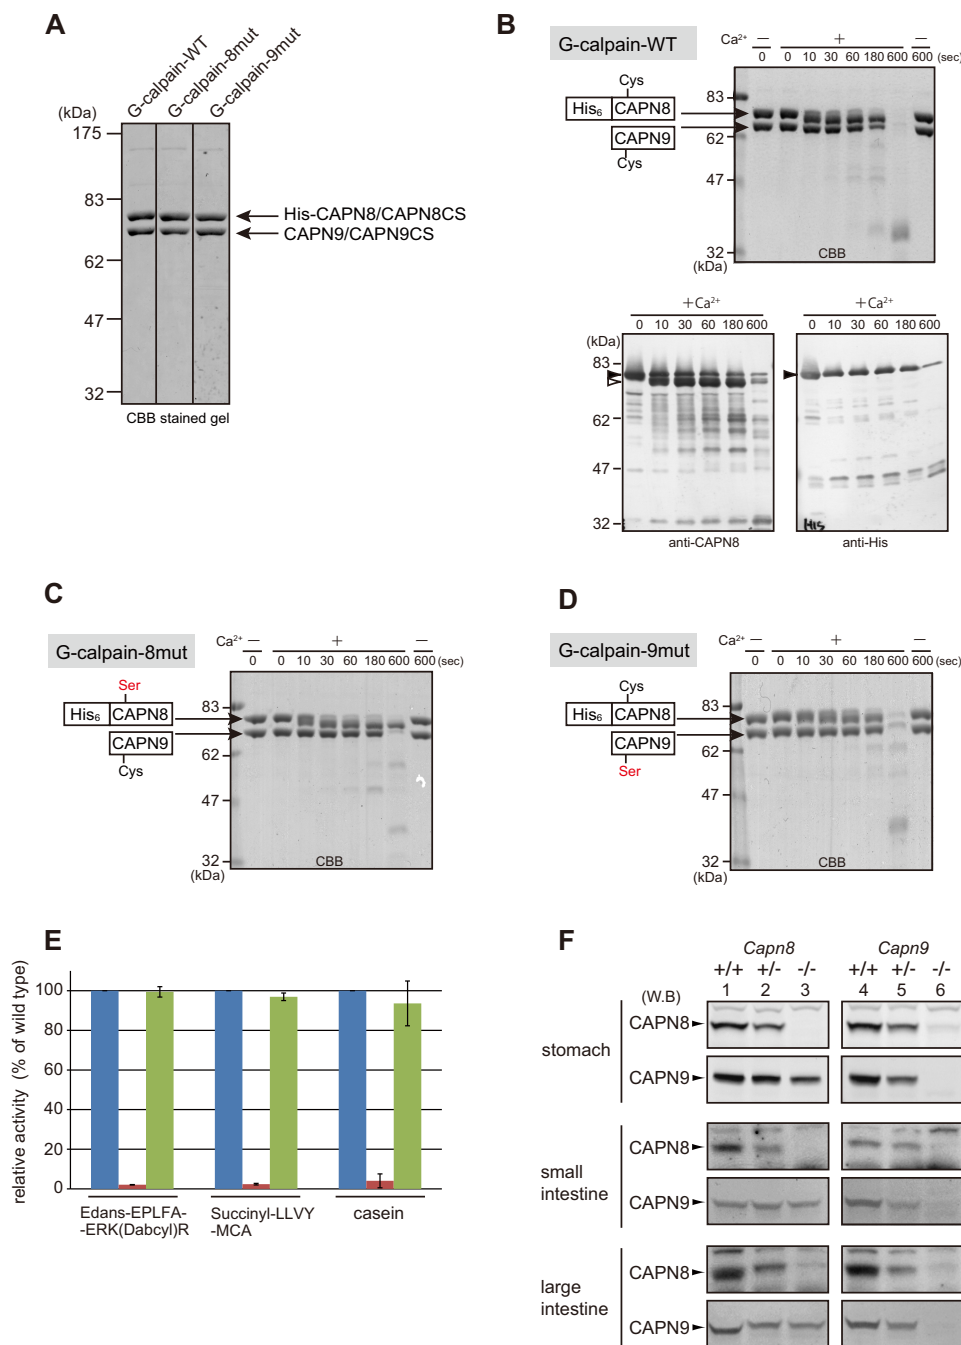 A
G-calpain-WT
G-calpain-8mut
G-calpain-9mut
(kDa)
175
83
62
47
32
His-CAPN8/CAPN8CS
CAPN9/CAPN9CS
CBB stained gel
B
G-calpain-WT
Ca2+ – + –
0 0 10 30 60 180 600 600 (sec)
Cys
His6 CAPN8
CAPN9
Cys
83
62
47
32
(kDa)
CBB
+Ca2+ +Ca2+
0 10 30 60 180 600 0 10 30 60 180 600
(kDa)
83
62
47
32
HIS
anti-CAPN8 anti-His
C
G-calpain-8mut
Ca2+ – + –
0 0 10 30 60 180 600 600 (sec)
Ser
His6 CAPN8
CAPN9
Cys
83
62
47
32
(kDa)
CBB
D
G-calpain-9mut
Ca2+ – + –
0 0 10 30 60 180 600 600 (sec)
Cys
His6 CAPN8
CAPN9
Ser
83
62
47
32
(kDa)
CBB
E
relative activity (% of wild type)
100
80
60
40
20
0
Edans-EPLFA-
-ERK(Dabcyl)R
Succinyl-LLVY
-MCA
casein
F
Capn8 Capn9
+/+ +/- -/- +/+ +/- -/-
(W.B) 1 2 3 4 5 6
stomach
CAPN8
CAPN9
small
intestine
CAPN8
CAPN9
large
intestine
CAPN8
CAPN9